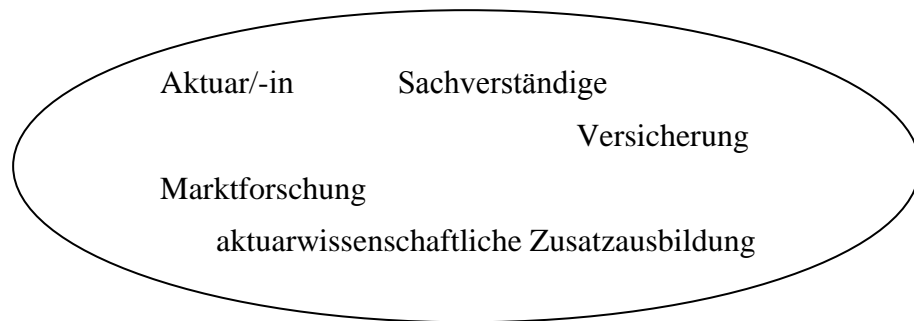 Aktuar/-in Sachverständige
Versicherung
Marktforschung
aktuarwissenschaftliche Zusatzausbildung